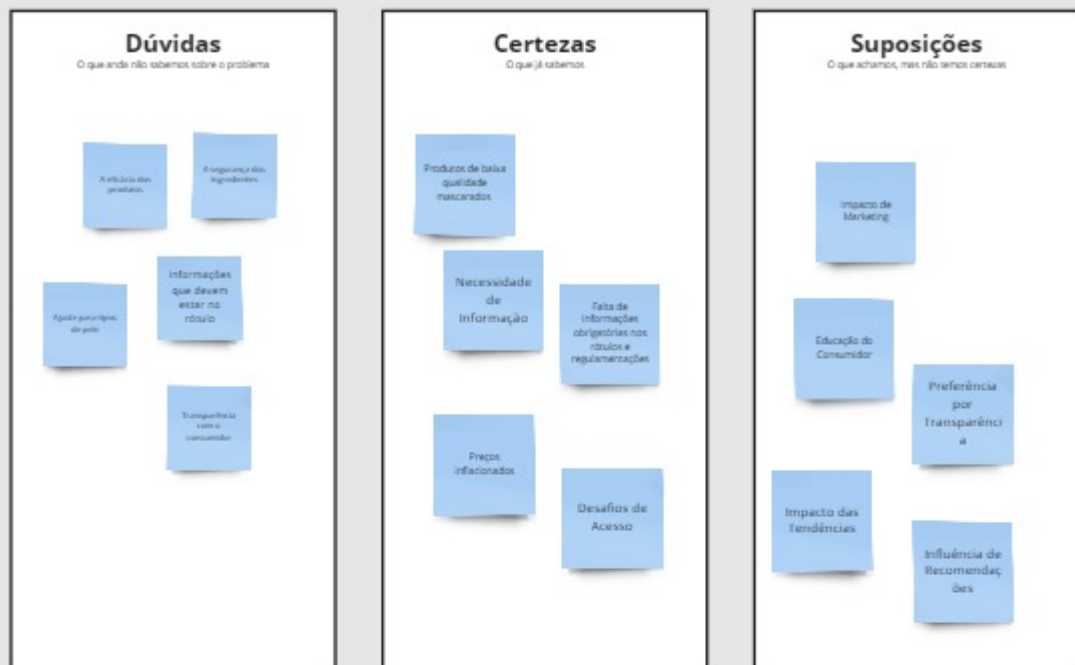 Dúvidas
O que anda não sabemos sobre o problema
A eficácia dos
produtos
A segurança dos
Ingredientes
Informações
que devem
estar no
rótulo
Ajuste para tipos
de pele
Transparência
com o
consumidor
Certezas
O que já sabemos
Produtos de baixa
qualidade
mascarados
Necessidade
de
Informação
Falta de
informações
obrigatórias nos
rótulos e
regulamentações
Preços
inflacionados
Desafios de
Acesso
Suposições
O que achamos, mas não temos certezas
Impacto de
Marketing
Educação do
Consumidor
Preferência
por
Transparênci
a
Impacto das
Tendências
Influência de
Recomendaç
ões